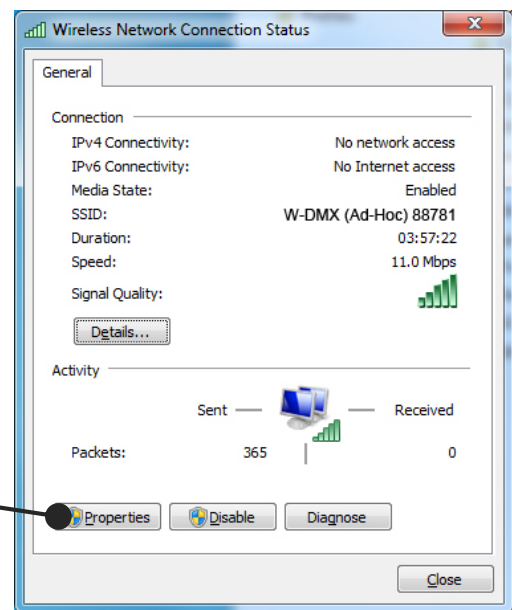 Wireless Network Connection Status
General
Connection
IPv4 Connectivity: No network access
IPv6 Connectivity: No Internet access
Media State: Enabled
SSID: W-DMX (Ad-Hoc) 88781
Duration: 03:57:22
Speed: 11.0 Mbps
Signal Quality:
Details...
Activity
Sent Received
Packets: 365 0
Properties Disable Diagnose
Close